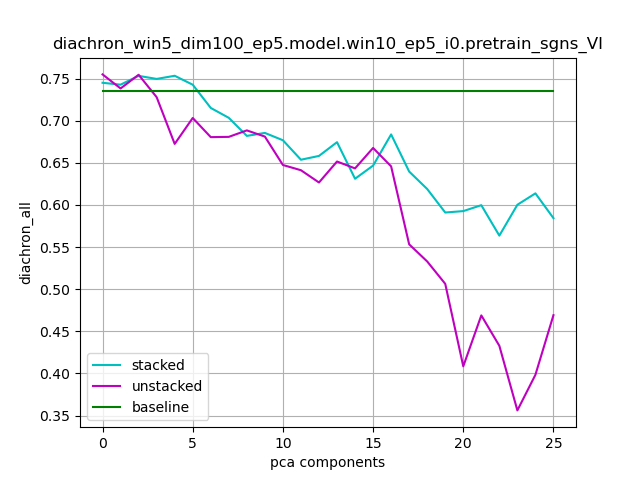 diachron_win5_dim100_ep5.model.win10_ep5_i0.pretrain_sgns_VI
0.75
0.70
0.65
0.60
0.55
0.50
0.45
0.40
0.35
diachron_all
stacked
unstacked
baseline
0 5 10 15 20 25
pca components